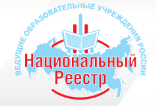 ВЕДУЩИЕ ОБРАЗОВАТЕЛЬНЫЕ УЧРЕЖДЕНИЯ РОССИИ
Национальный
Реестр